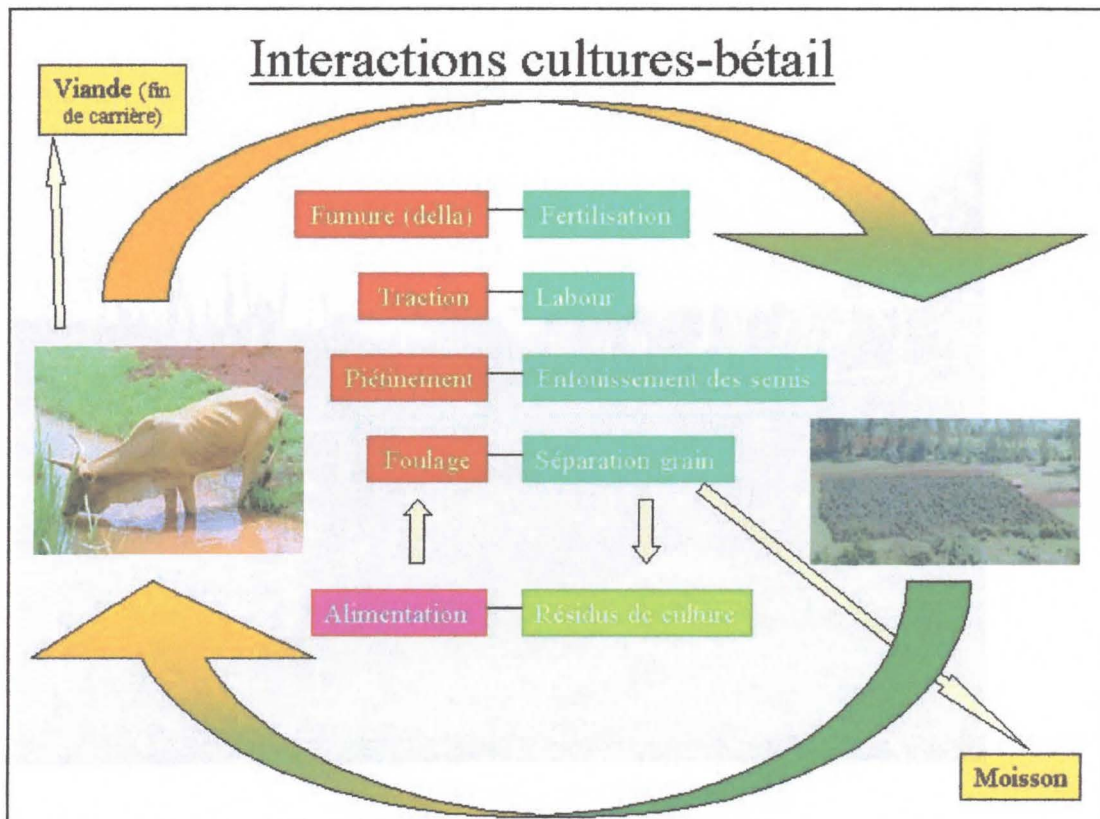 Interactions cultures-bétail
Viande (fin
de carrière)
Fumure (della)
Fertilisation
Traction
Labour
Piétinement
Enfouissement des semis
Foulage
Séparation grain
Alimentation
Résidus de culture
Moisson